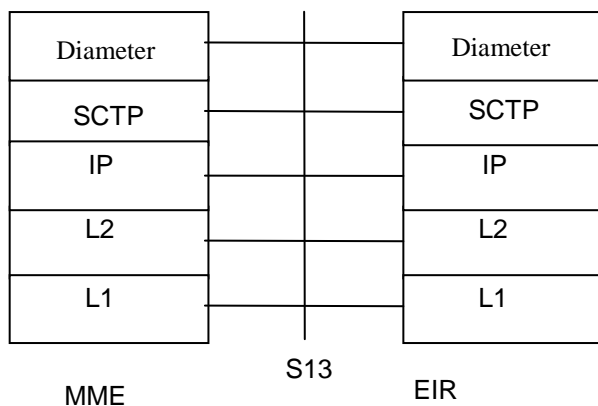 Diameter
Diameter
SCTP
SCTP
IP
IP
L2
L2
L1
L1
S13
MME
EIR